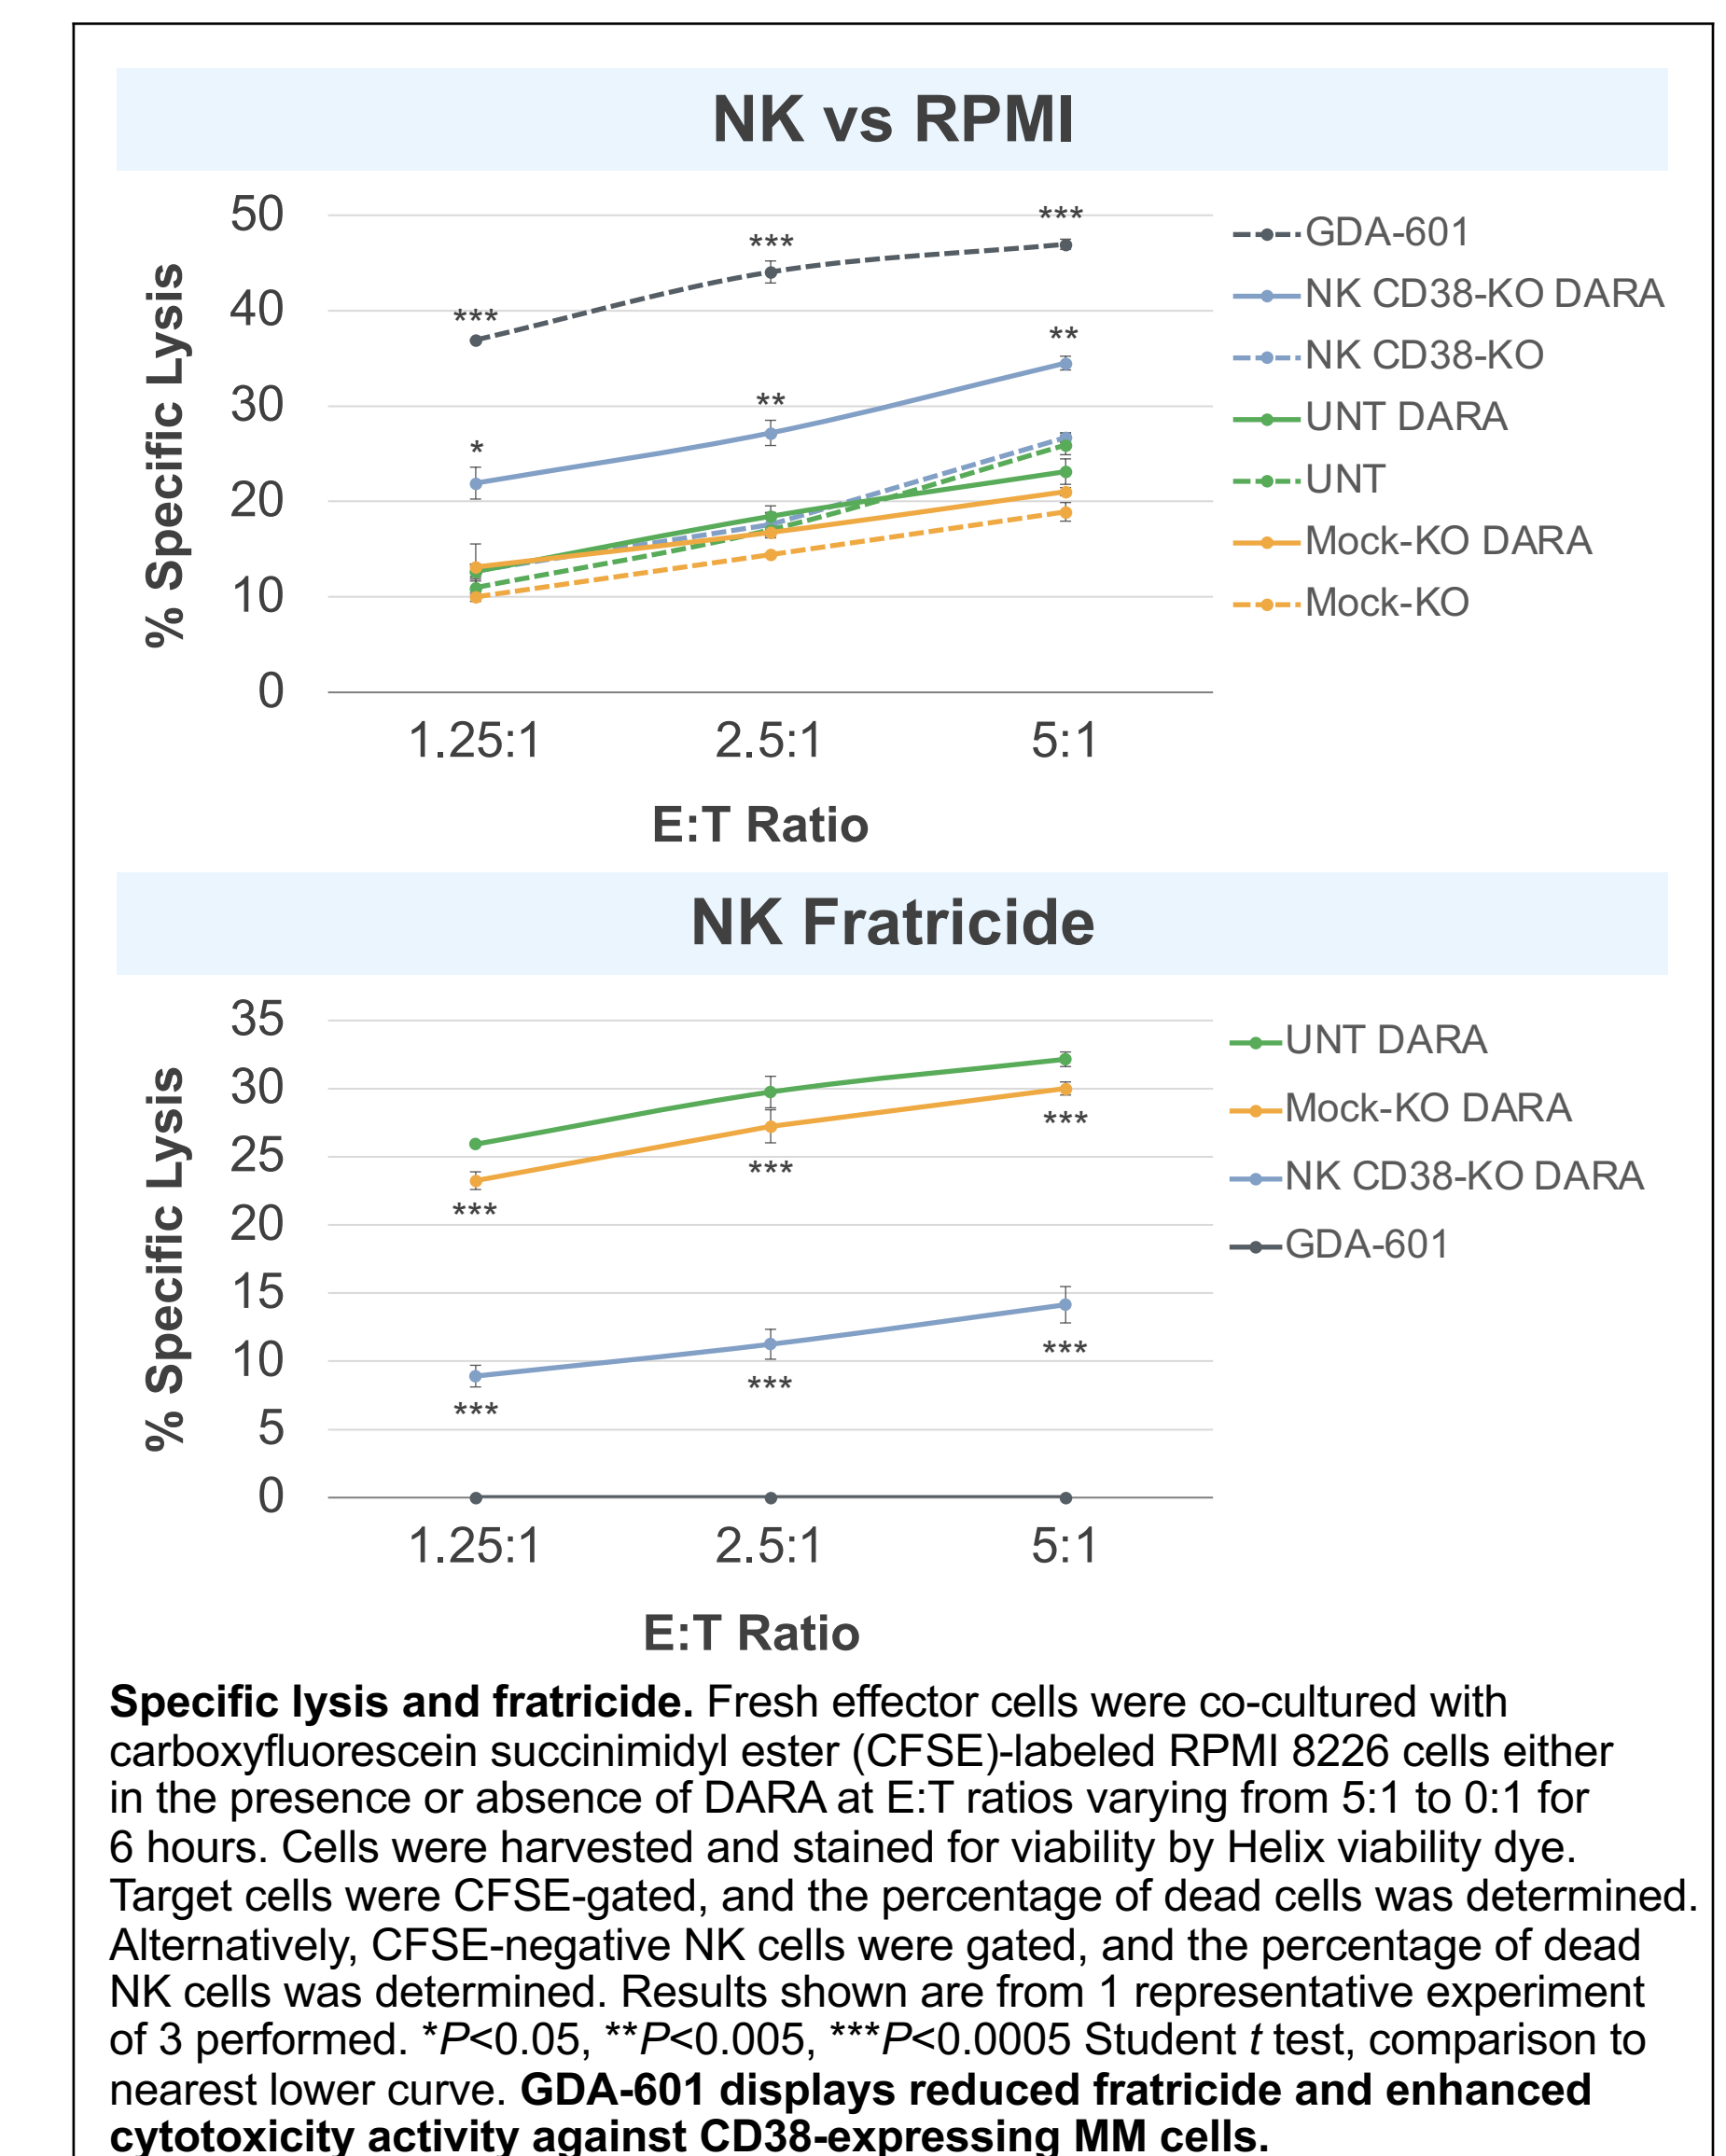 NK vs RPMI
% Specific Lysis
50
40
30
20
10
0
***
***
***
*
**
**
1.25:1
2.5:1
5:1
E:T Ratio
GDA-601
NK CD38-KO DARA
NK CD38-KO
UNT DARA
UNT
Mock-KO DARA
Mock-KO
NK Fratricide
% Specific Lysis
35
30
25
20
15
10
5
0
***
***
***
***
***
***
1.25:1
2.5:1
5:1
E:T Ratio
UNT DARA
Mock-KO DARA
NK CD38-KO DARA
GDA-601
Specific lysis and fratricide. Fresh effector cells were co-cultured with
carboxyfluorescein succinimidyl ester (CFSE)-labeled RPMI 8226 cells either
in the presence or absence of DARA at E:T ratios varying from 5:1 to 0:1 for
6 hours. Cells were harvested and stained for viability by Helix viability dye.
Target cells were CFSE-gated, and the percentage of dead cells was determined.
Alternatively, CFSE-negative NK cells were gated, and the percentage of dead
NK cells was determined. Results shown are from 1 representative experiment
of 3 performed. *P<0.05, **P<0.005, ***P<0.0005 Student t test, comparison to
nearest lower curve. GDA-601 displays reduced fratricide and enhanced
cytotoxicity activity against CD38-expressing MM cells.